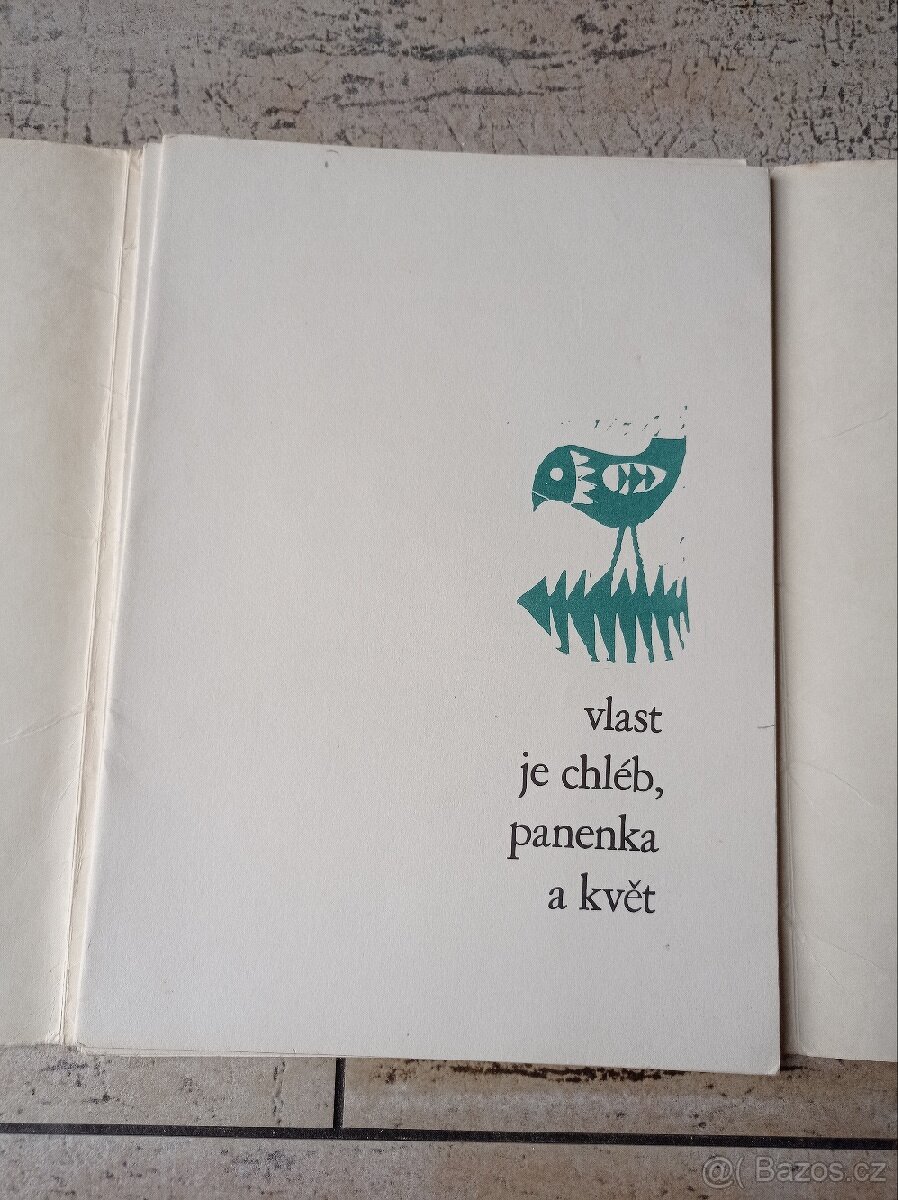 vlast
je chléb,
panenka
a květ
@( Bazos.cz